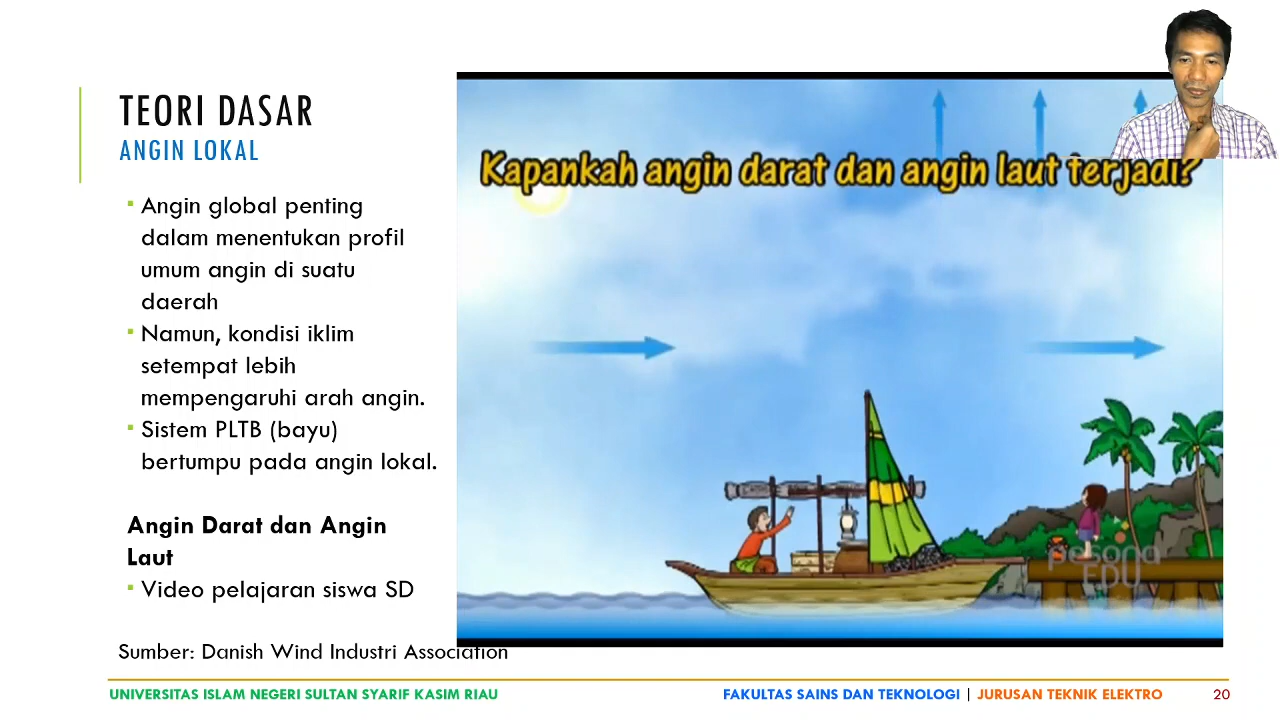 TEORI DASAR
ANGIN LOKAL
Angin global penting
dalam menentukan profil
umum angin di suatu
daerah
Namun, kondisi iklim
setempat lebih
mempengaruhi arah angin.
Sistem PLTB (bayu)
bertumpu pada angin lokal.
Angin Darat dan Angin
Laut
Video pelajaran siswa SD
Sumber: Danish Wind Industri Association
Kapankah angin darat dan angin laut terjadi?
pesona
EDU
UNIVERSITAS ISLAM NEGERI SULTAN SYARIF KASIM RIAU
FAKULTAS SAINS DAN TEKNOLOGI | JURUSAN TEKNIK ELEKTRO
20